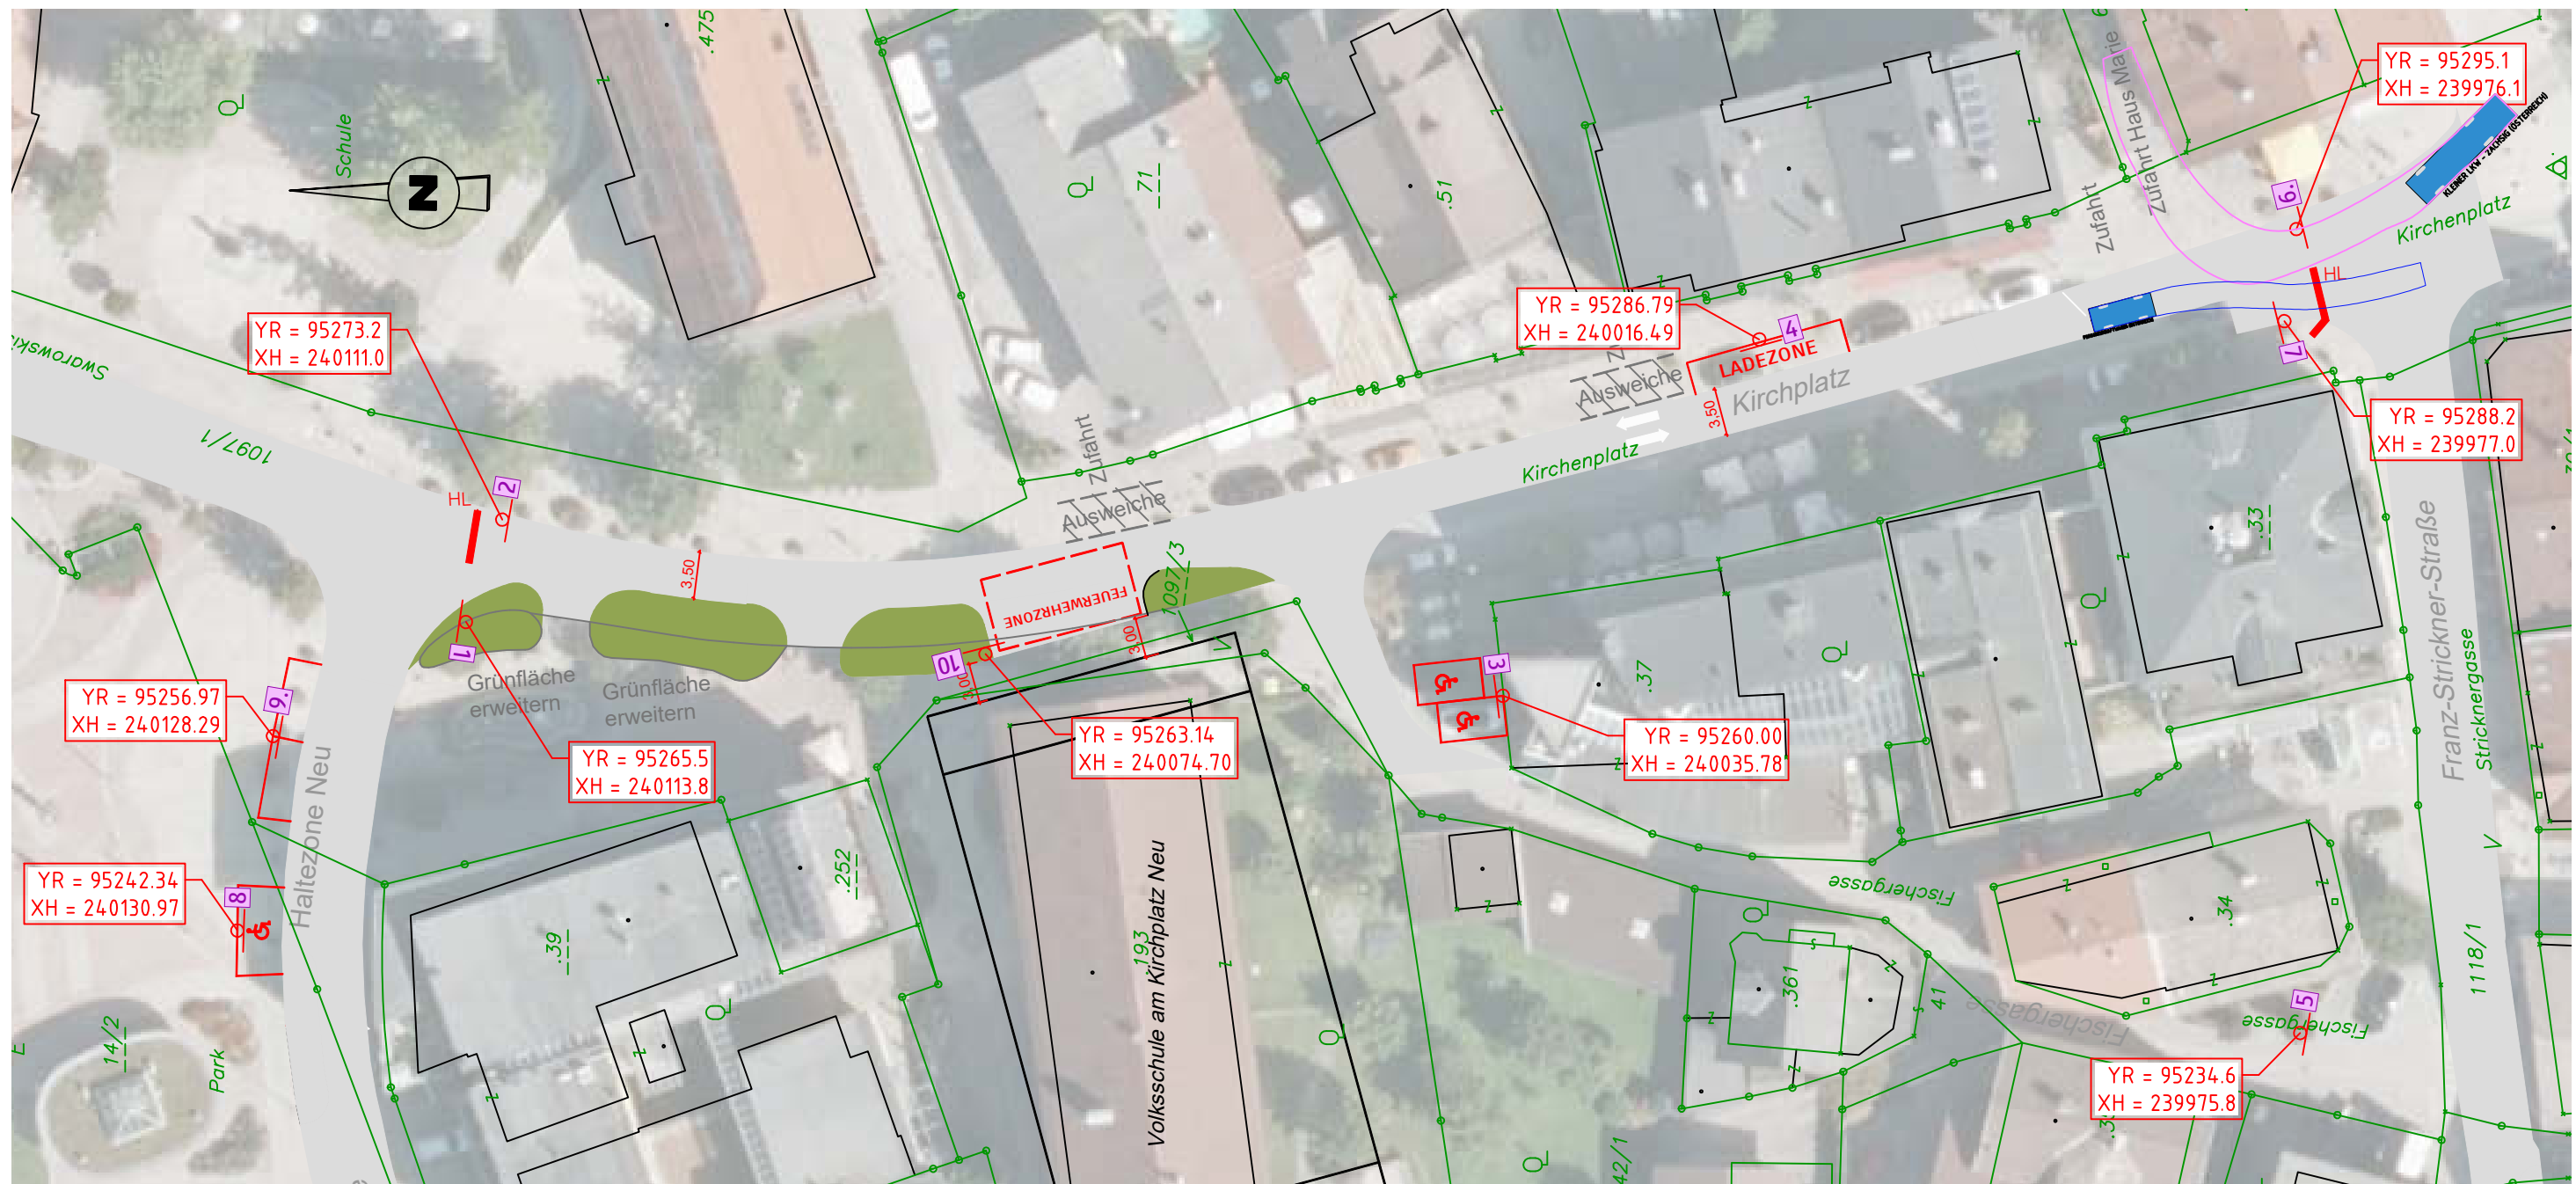 .475
Schule
N
71
.51
Zufahrt
Zufahrt Haus Marie 6
YR = 95295.1
XH = 239976.1
KLEINER LKW - 2ACHSIG (ÖSTERREICH)
6.
Kirchenplatz
HL
7
YR = 95288.2
XH = 239977.0
YR = 95286.79
XH = 240016.49
4
LADEZONE
Ausweiche
Kirchplatz
3,50
Kirchenplatz
YR = 95273.2
XH = 240111.0
1097/1
HL
2
Zufahrt
Ausweiche
3,50
FEUERWEHRZONE
1097/3
3,00
10
3,00
1
Grünfläche
erweitern
Grünfläche
erweitern
YR = 95265.5
XH = 240113.8
YR = 95263.14
XH = 240074.70
YR = 95256.97
XH = 240128.29
9.
Haltezone Neu
YR = 95242.34
XH = 240130.97
8
3
YR = 95260.00
XH = 240035.78
.37
.33
Franz-Strickner-Straße
Stricknergasse
1118/1
.39
.252
193
Volksschule am Kirchplatz Neu
Fischergasse
.34
.361
41
Fischergasse
Fischergasse
5
YR = 95234.6
XH = 239975.8
14/2
Park
42/1